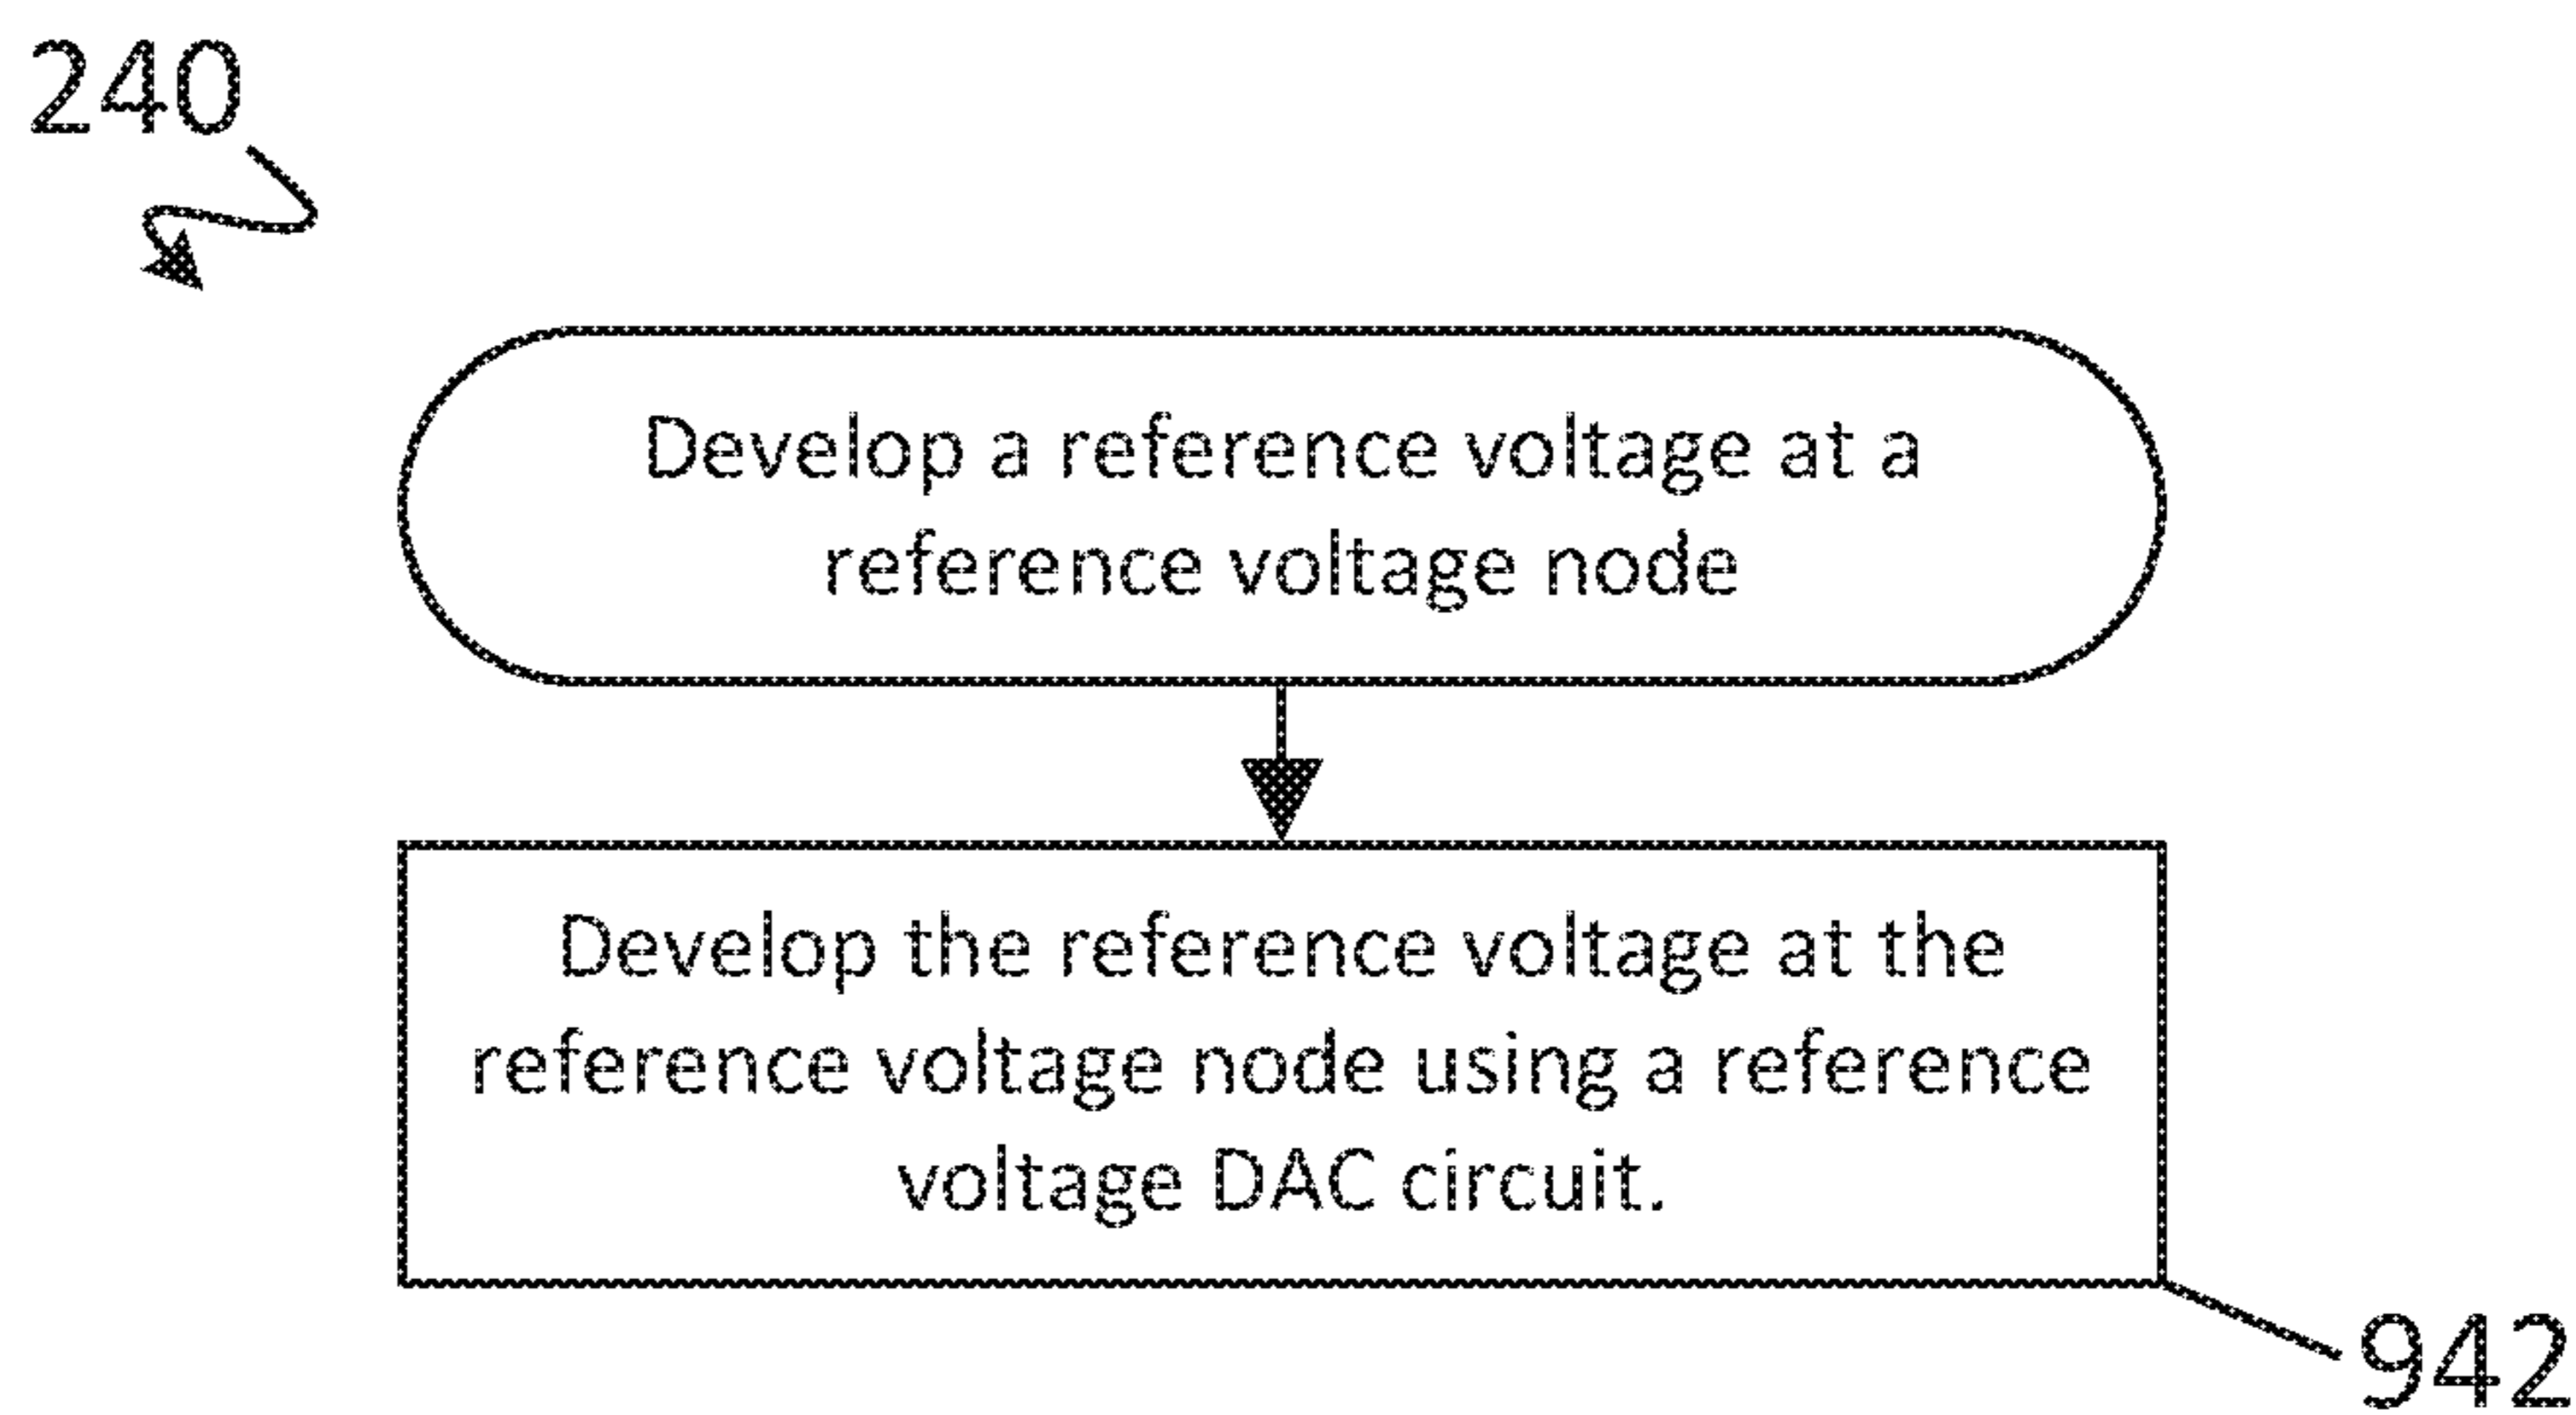 240
Develop a reference voltage at a
reference voltage node
Develop the reference voltage at the
reference voltage node using a reference
voltage DAC circuit.
942